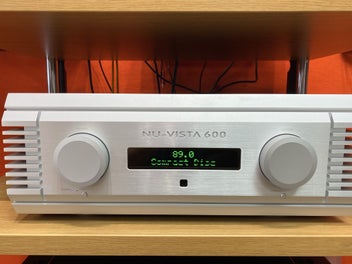 NU-VISTA 600
89.0
Compact Disc